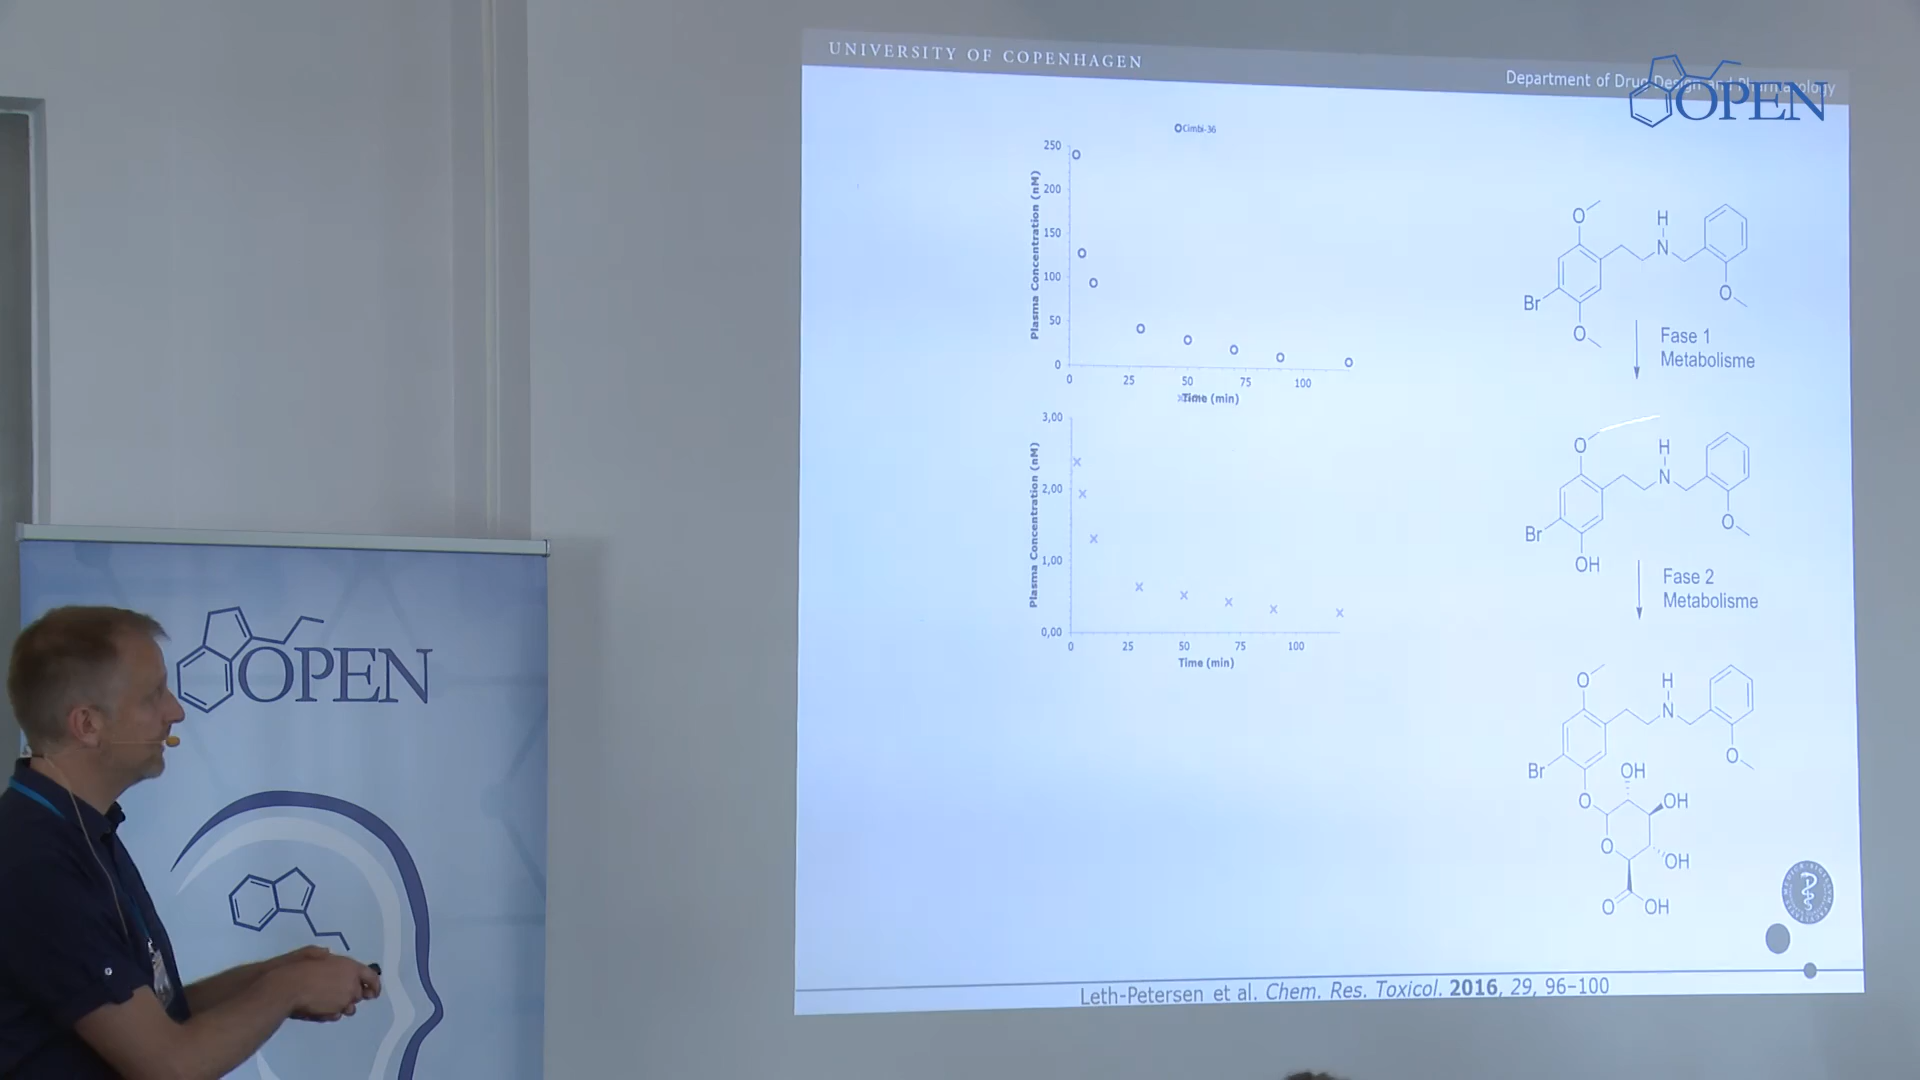 UNIVERSITY OF COPENHAGEN
Department of Drug Design and Pharmacology
OPEN
Cimbi-36
250
200
150
100
50
0
Plasma Concentration (nM)
0 25 50 75 100
Time (min)
3,00
2,00
1,00
0,00
Plasma Concentration (nM)
0 25 50 75 100
Time (min)
O
H
N
Br
O
O
Fase 1
Metabolisme
O
H
N
Br
O
OH
Fase 2
Metabolisme
O
H
N
O
Br
OH
O
OH
O
OH
O
OH
Leth-Petersen et al. Chem. Res. Toxicol. 2016, 29, 96–100
OPEN